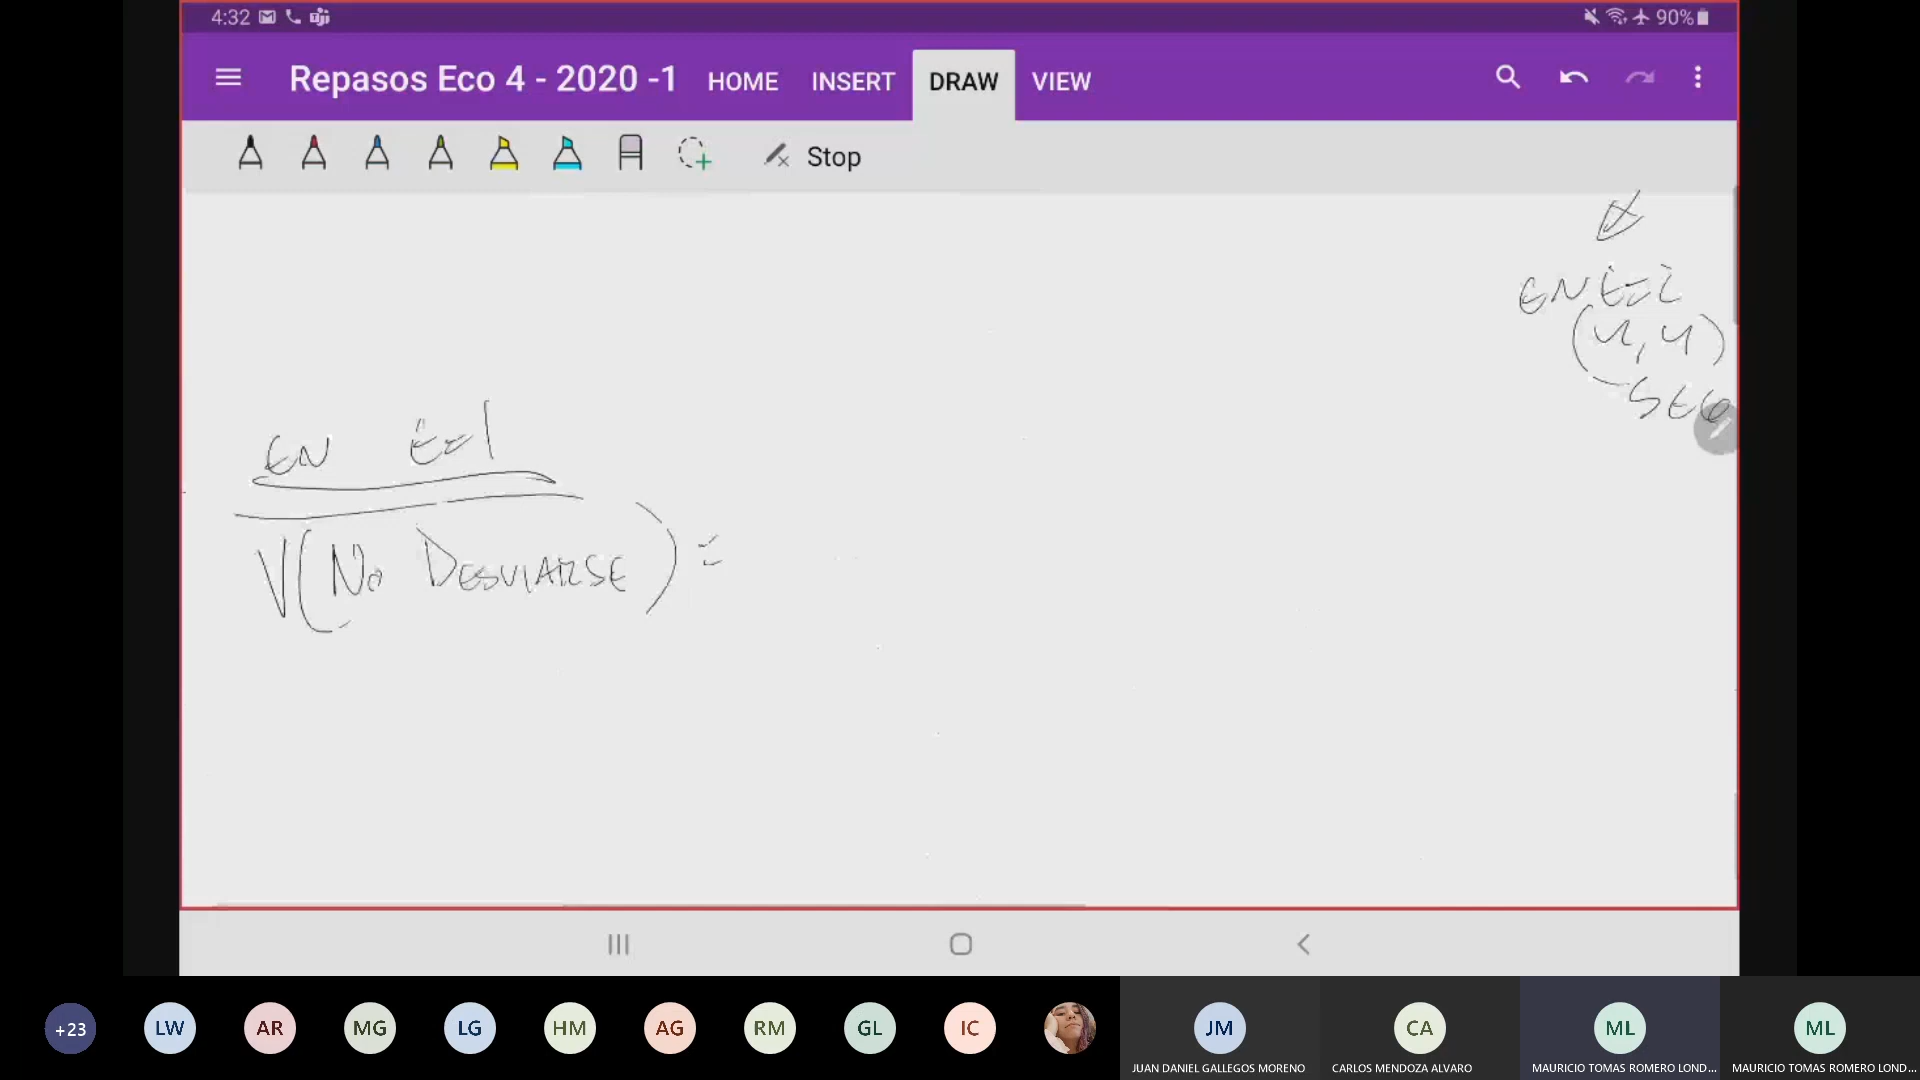 4:32 90%
Repasos Eco 4 - 2020 -1 HOME INSERT DRAW VIEW
Stop
EN t=2
(4,4)
SEG
EN t=1
V(No DESVIARSE) =
+23 LW AR MG LG HM AG RM GL IC JM CA ML ML
JUAN DANIEL GALLEGOS MORENO CARLOS MENDOZA ALVARO MAURICIO TOMAS ROMERO LOND... MAURICIO TOMAS ROMERO LOND...